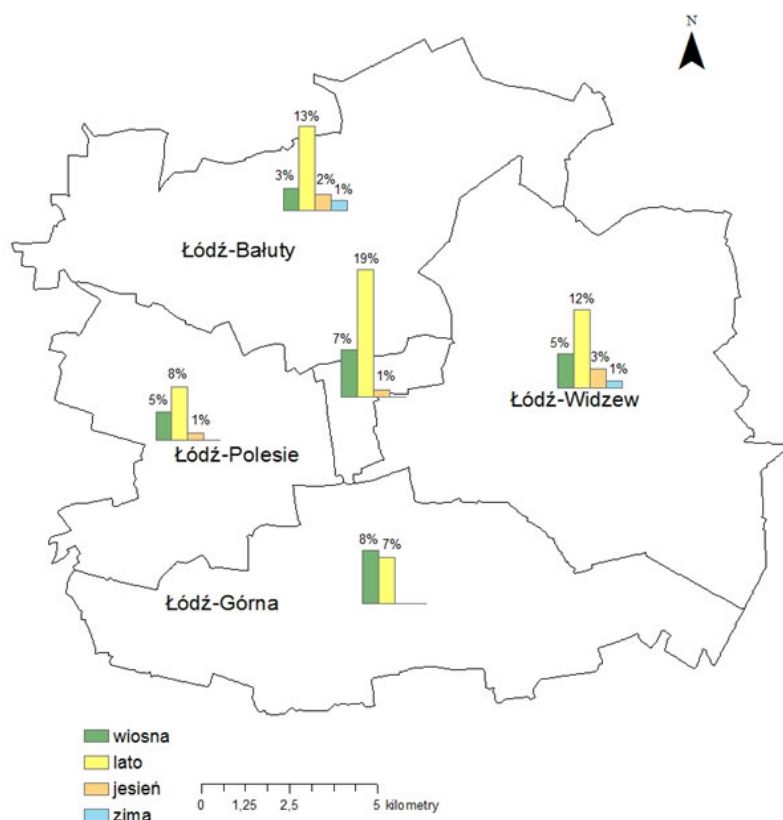 N
13%
3%
2%
1%
Łódź-Bałuty
19%
7%
1%
12%
5%
3%
1%
Łódź-Widzew
8%
5%
1%
Łódź-Polesie
8%
7%
Łódź-Górna
wiosna
lato
jesień
zima
0 1,25 2,5 5 kilometry